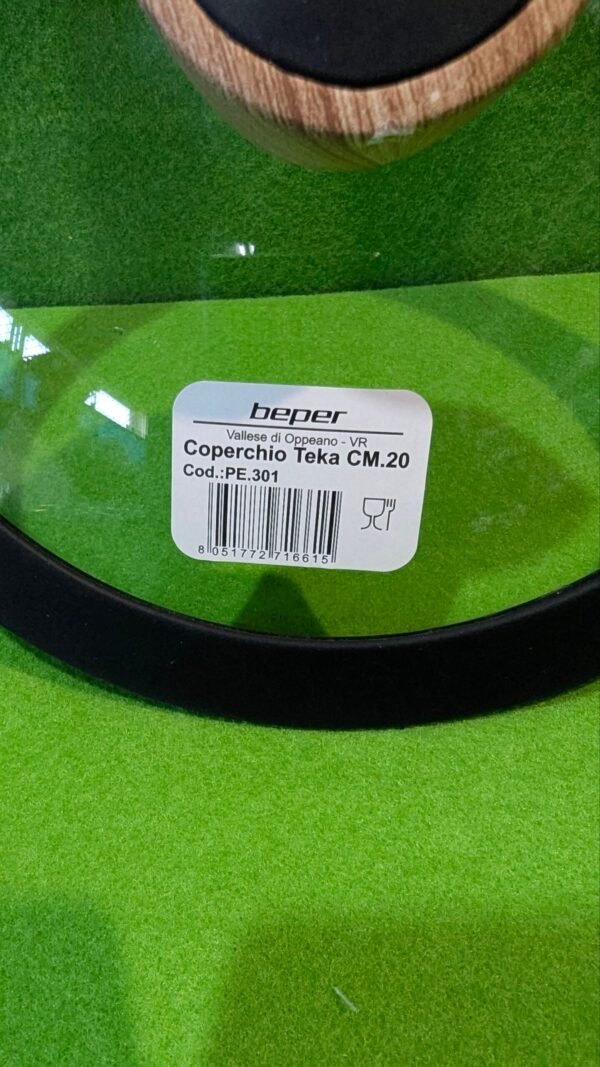 beper
Vallese di Oppeano - VR
Coperchio Teka CM.20
Cod.:PE.301
8 051772 716615